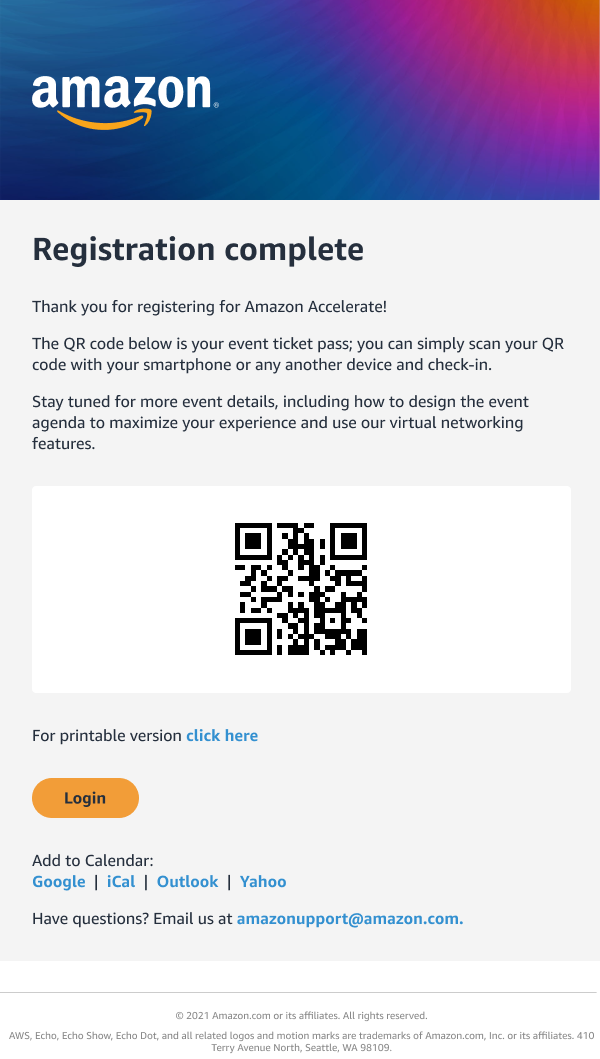 amazon®
Registration complete
Thank you for registering for Amazon Accelerate!
The QR code below is your event ticket pass; you can simply scan your QR
code with your smartphone or any another device and check-in.
Stay tuned for more event details, including how to design the event
agenda to maximize your experience and use our virtual networking
features.
For printable version click here
Login
Add to Calendar:
Google | iCal | Outlook | Yahoo
Have questions? Email us at amazonupport@amazon.com.
© 2021 Amazon.com or its affiliates. All rights reserved.
AWS, Echo, Echo Show, Echo Dot, and all related logos and motion marks are trademarks of Amazon.com, Inc. or its affiliates. 410
Terry Avenue North, Seattle, WA 98109.